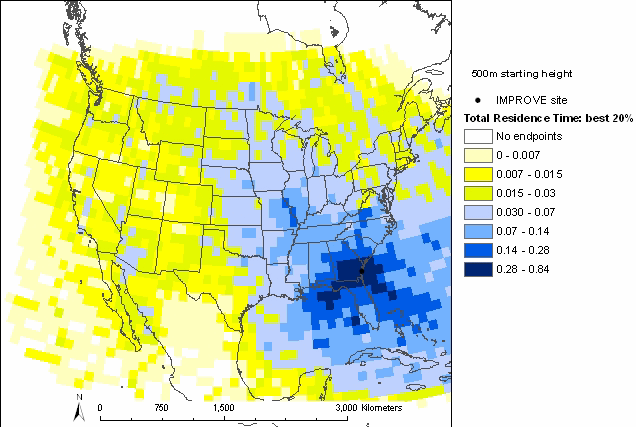 500m starting height
IMPROVE site
Total Residence Time: best 20%
No endpoints
0 - 0.007
0.007 - 0.015
0.015 - 0.03
0.030 - 0.07
0.07 - 0.14
0.14 - 0.28
0.28 - 0.84
N
0 750 1,500 3,000 Kilometers